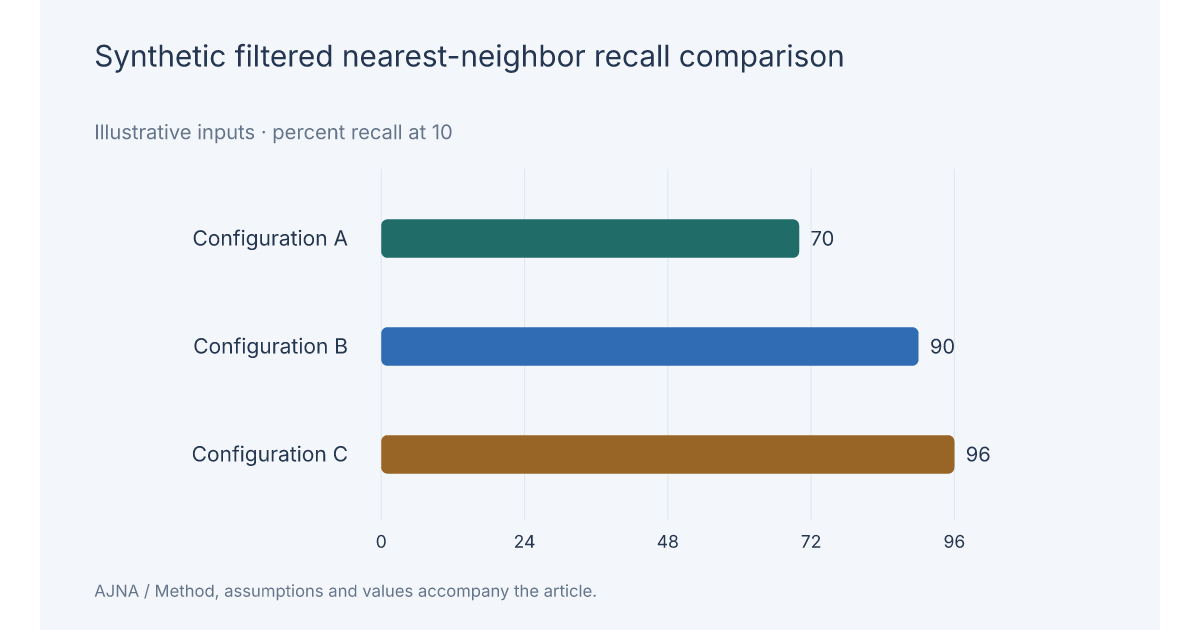 Synthetic filtered nearest-neighbor recall comparison
Illustrative inputs · percent recall at 10
Configuration A 70
Configuration B 90
Configuration C 96
0 24 48 72 96
AJNA / Method, assumptions and values accompany the article.